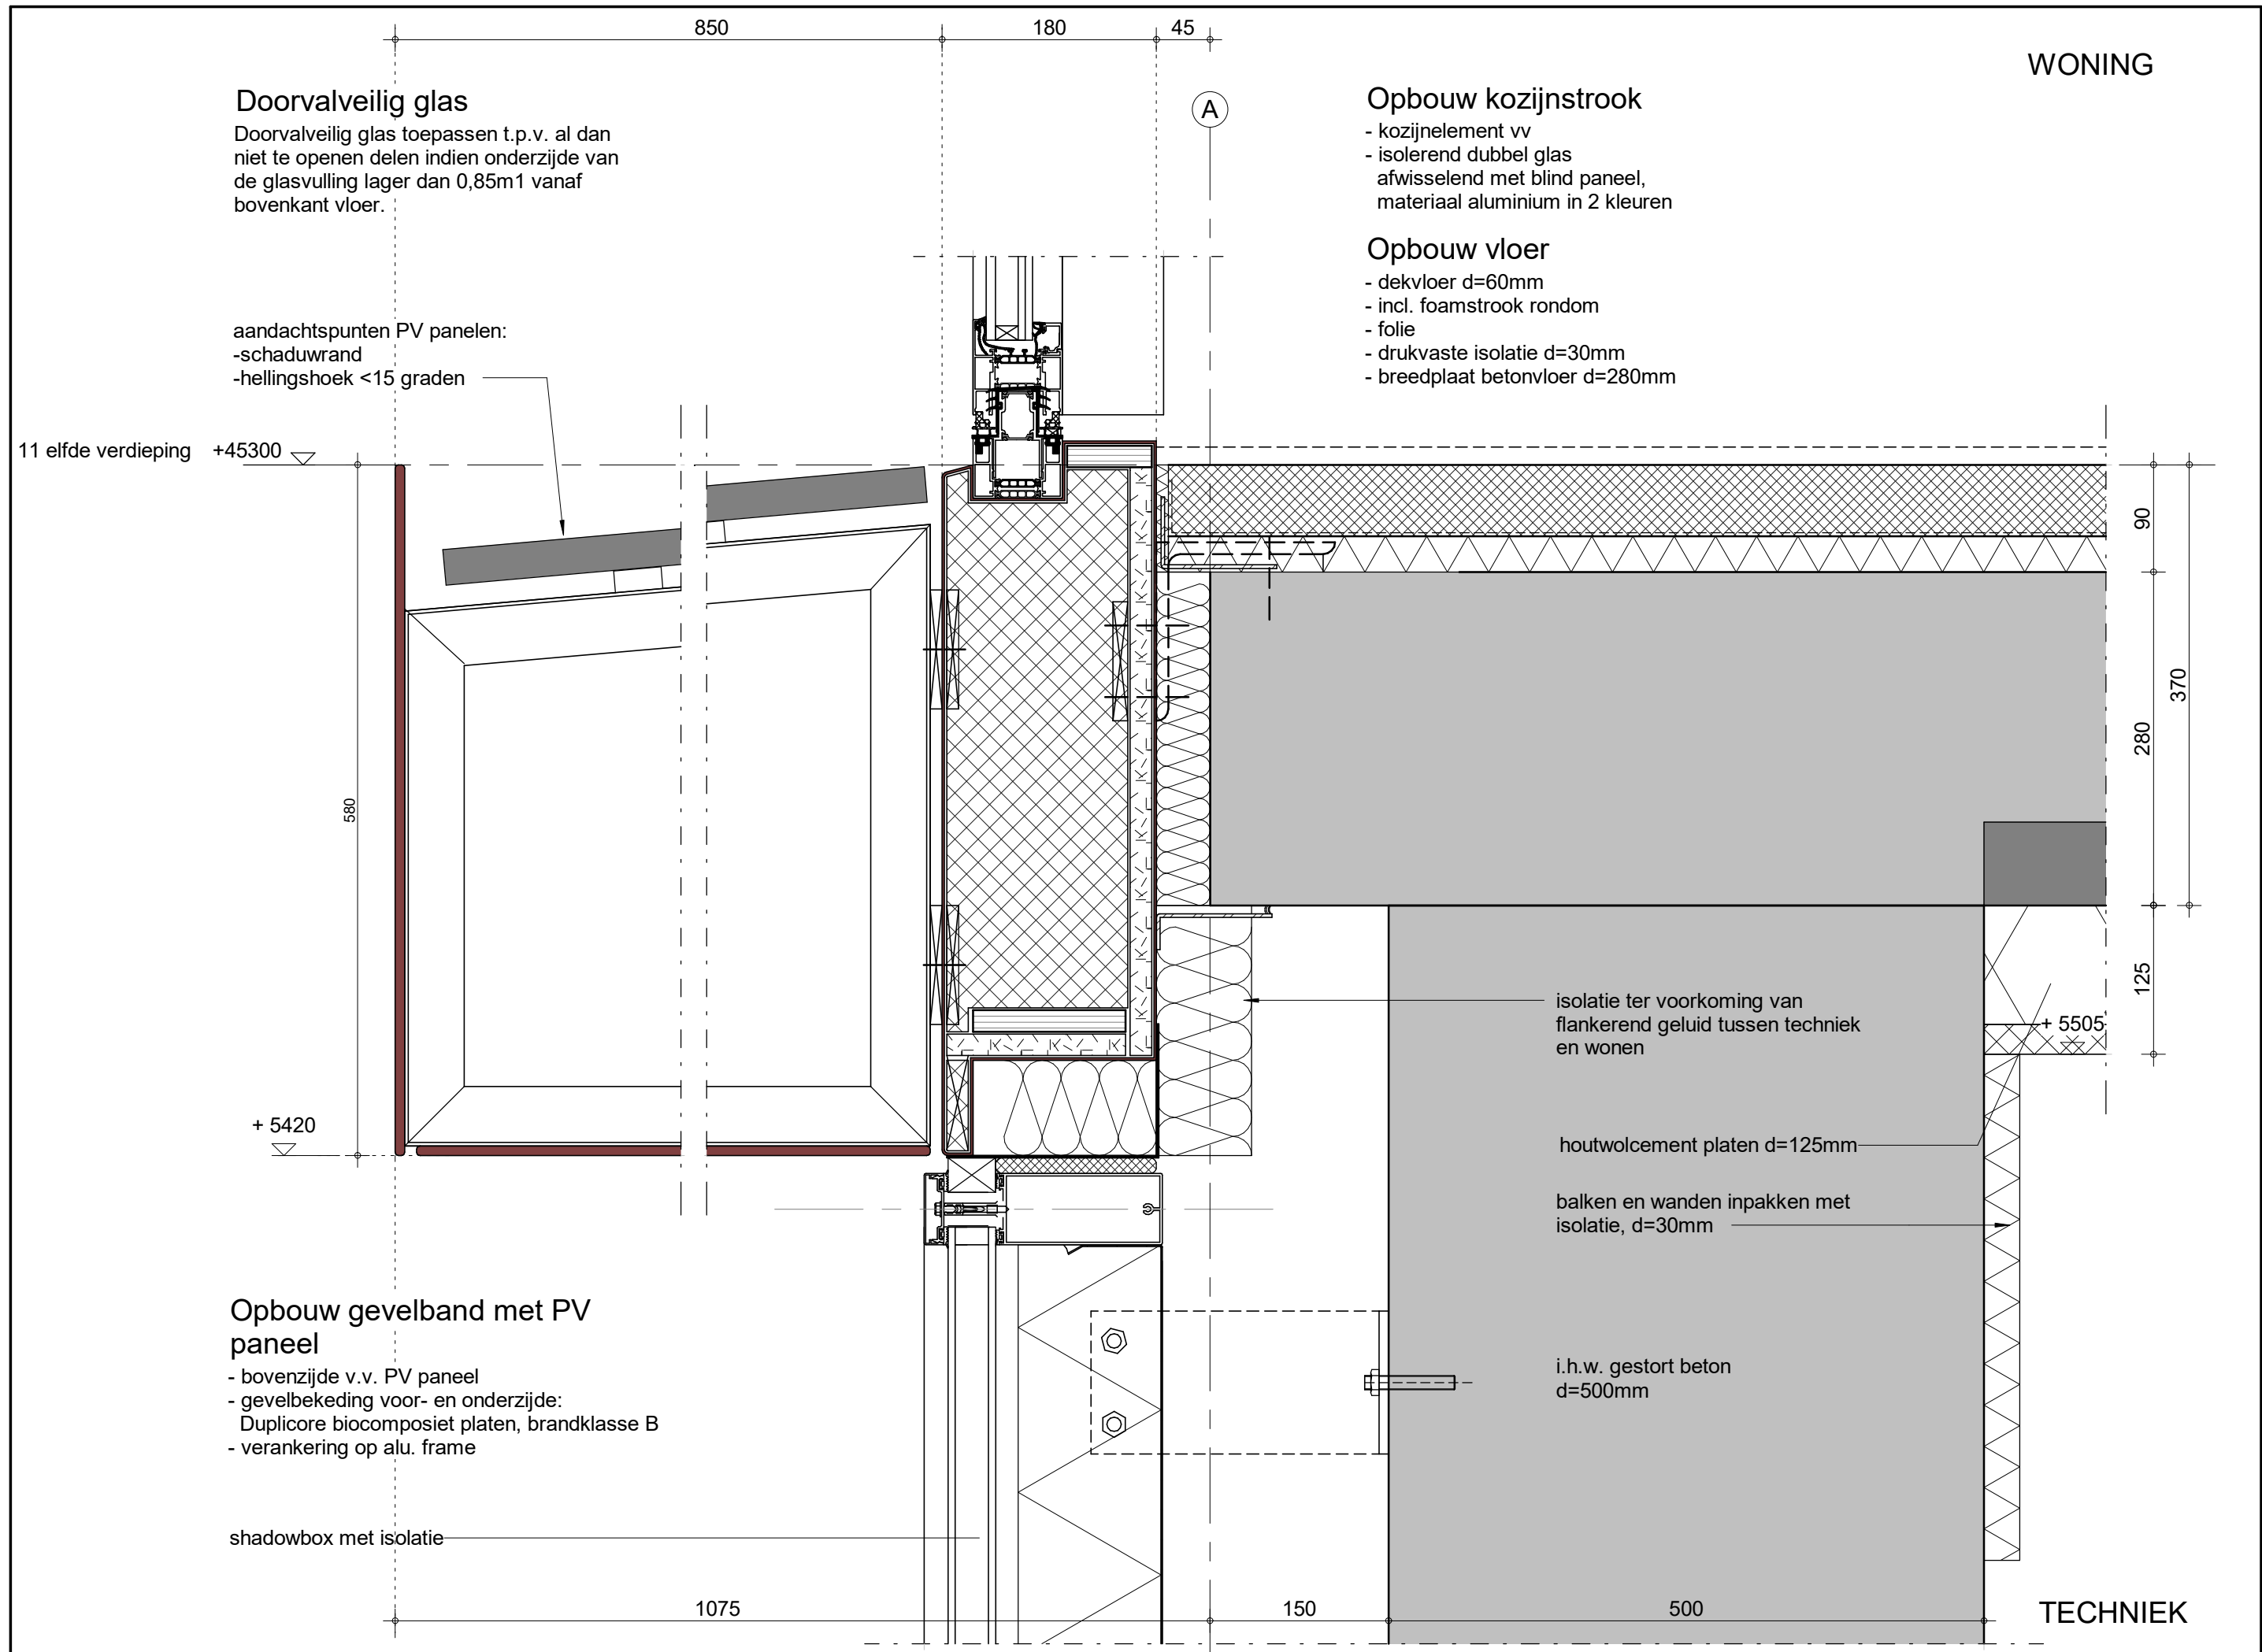 850
180
45
WONING
Doorvalveilig glas
Doorvalveilig glas toepassen t.p.v. al dan
niet te openen delen indien onderzijde van
de glasvulling lager dan 0,85m1 vanaf
bovenkant vloer.
A
Opbouw kozijnstrook
- kozijnelement vv
- isolerend dubbel glas
afwisselend met blind paneel,
materiaal aluminium in 2 kleuren
Opbouw vloer
- dekvloer d=60mm
- incl. foamstrook rondom
- folie
- drukvaste isolatie d=30mm
- breedplaat betonvloer d=280mm
aandachtspunten PV panelen:
-schaduwrand
-hellingshoek <15 graden
11 elfde verdieping +45300
90
370
280
580
125
isolatie ter voorkoming van
flankerend geluid tussen techniek
en wonen
+ 5505
+ 5420
houtwolcement platen d=125mm
balken en wanden inpakken met
isolatie, d=30mm
Opbouw gevelband met PV
paneel
- bovenzijde v.v. PV paneel
- gevelbekeding voor- en onderzijde:
Duplicore biocomposiet platen, brandklasse B
- verankering op alu. frame
i.h.w. gestort beton
d=500mm
shadowbox met isolatie
1075
150
500
TECHNIEK